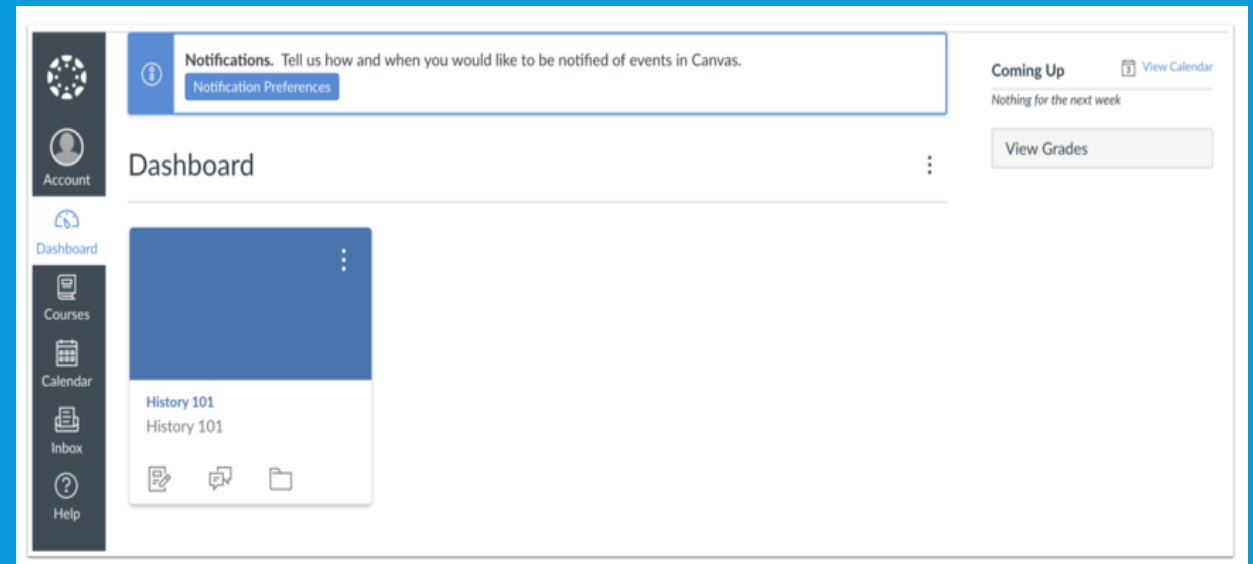 Notifications. Tell us how and when you would like to be notified of events in Canvas.
Notification Preferences
Coming Up
3
View Calendar
Nothing for the next week
View Grades
Account
Dashboard
Courses
Calendar
Inbox
Help
Dashboard
History 101
History 101